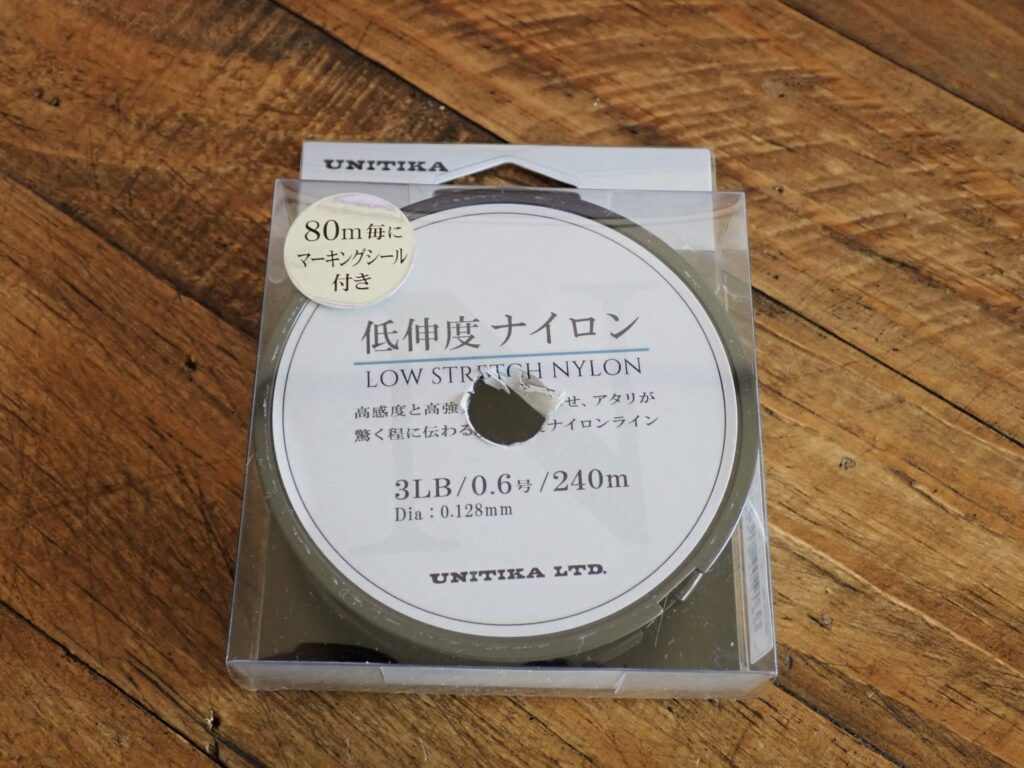 UNITIKA
80m 毎に
マーキングシール
付き
低伸度 ナイロン
LOW STRETCH NYLON
高感度と高強 せ、アタリが
驚く程に伝わる ナイロンライン
3LB/0.6号/240m
Dia：0.128mm
UNITIKA LTD.